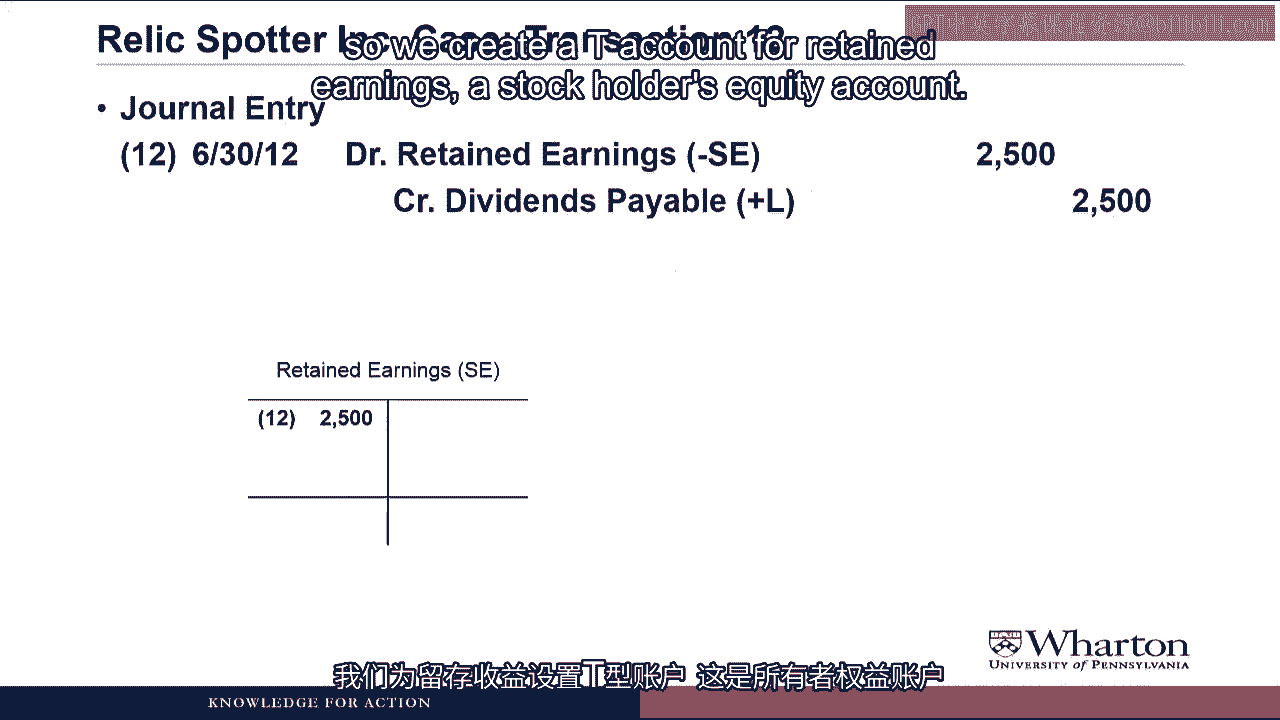 Relic Spotter Inc. Case: Transaction 12
so we create a T account for retained
earnings, a stock holder's equity account.
• Journal Entry
(12) 6/30/12 Dr. Retained Earnings (-SE) 2,500
Cr. Dividends Payable (+L) 2,500
Retained Earnings (SE)
(12) 2,500
Wharton
UNIVERSITY of PENNSYLVANIA
我们为留存收益设置T型账户 这是所有者权益账户
KNOWLEDGE FOR ACTION